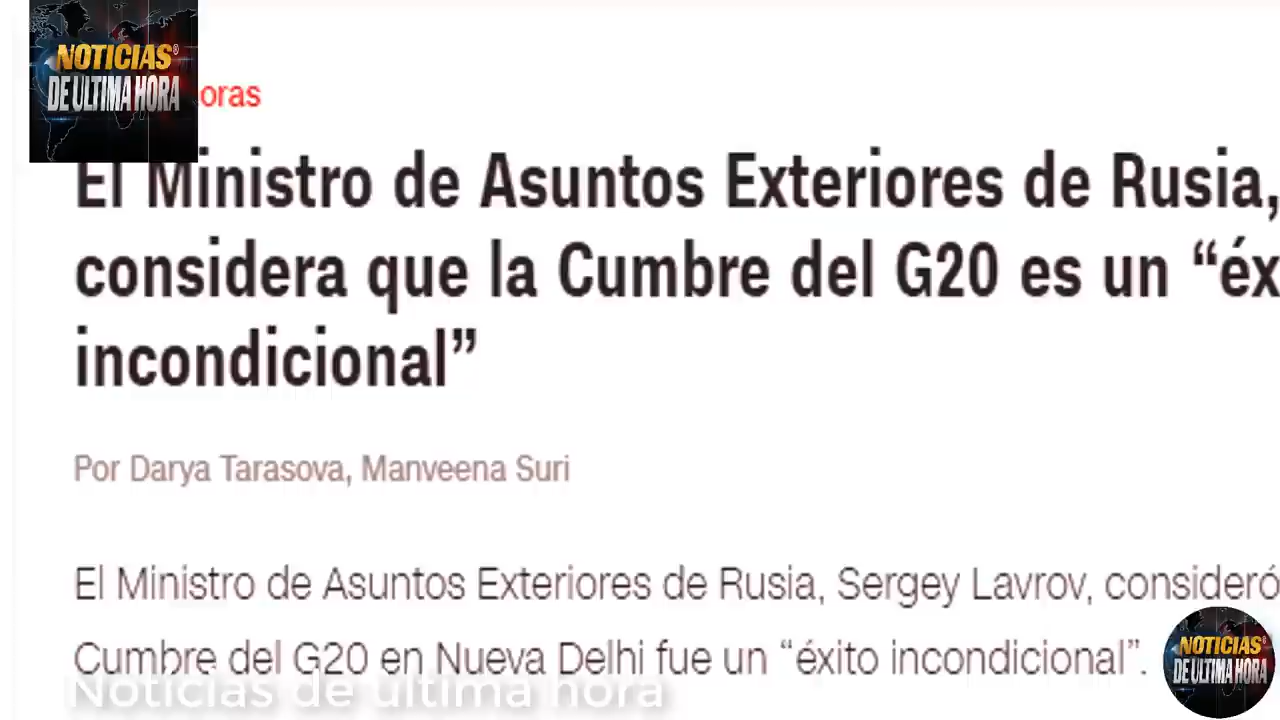 NOTICIAS®
DE ULTIMA HORA
oras
El Ministro de Asuntos Exteriores de Rusia,
considera que la Cumbre del G20 es un “éx
incondicional”
Por Darya Tarasova, Manveena Suri
El Ministro de Asuntos Exteriores de Rusia, Sergey Lavrov, consideró
Cumbre del G20 en Nueva Delhi fue un “éxito incondicional”.
Noticias de ultima hora
NOTICIAS
DE ULTIMA HORA